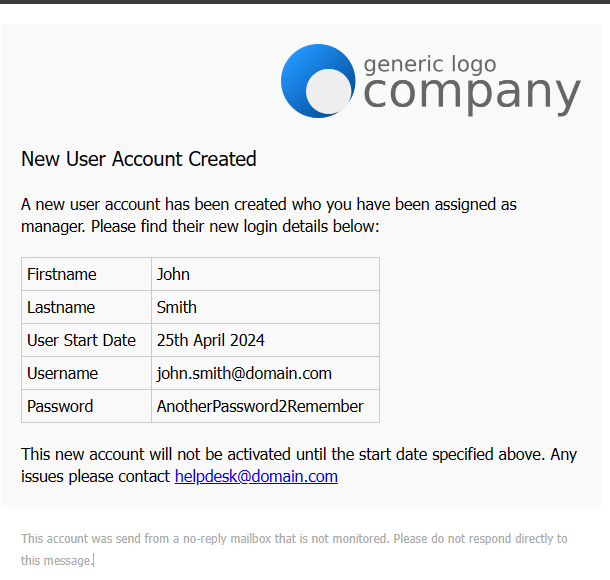 generic logo
company
New User Account Created
A new user account has been created who you have been assigned as
manager. Please find their new login details below:
Firstname John
Lastname Smith
User Start Date 25th April 2024
Username john.smith@domain.com
Password AnotherPassword2Remember
This new account will not be activated until the start date specified above. Any
issues please contact helpdesk@domain.com
This account was send from a no-reply mailbox that is not monitored. Please do not respond directly to
this message.